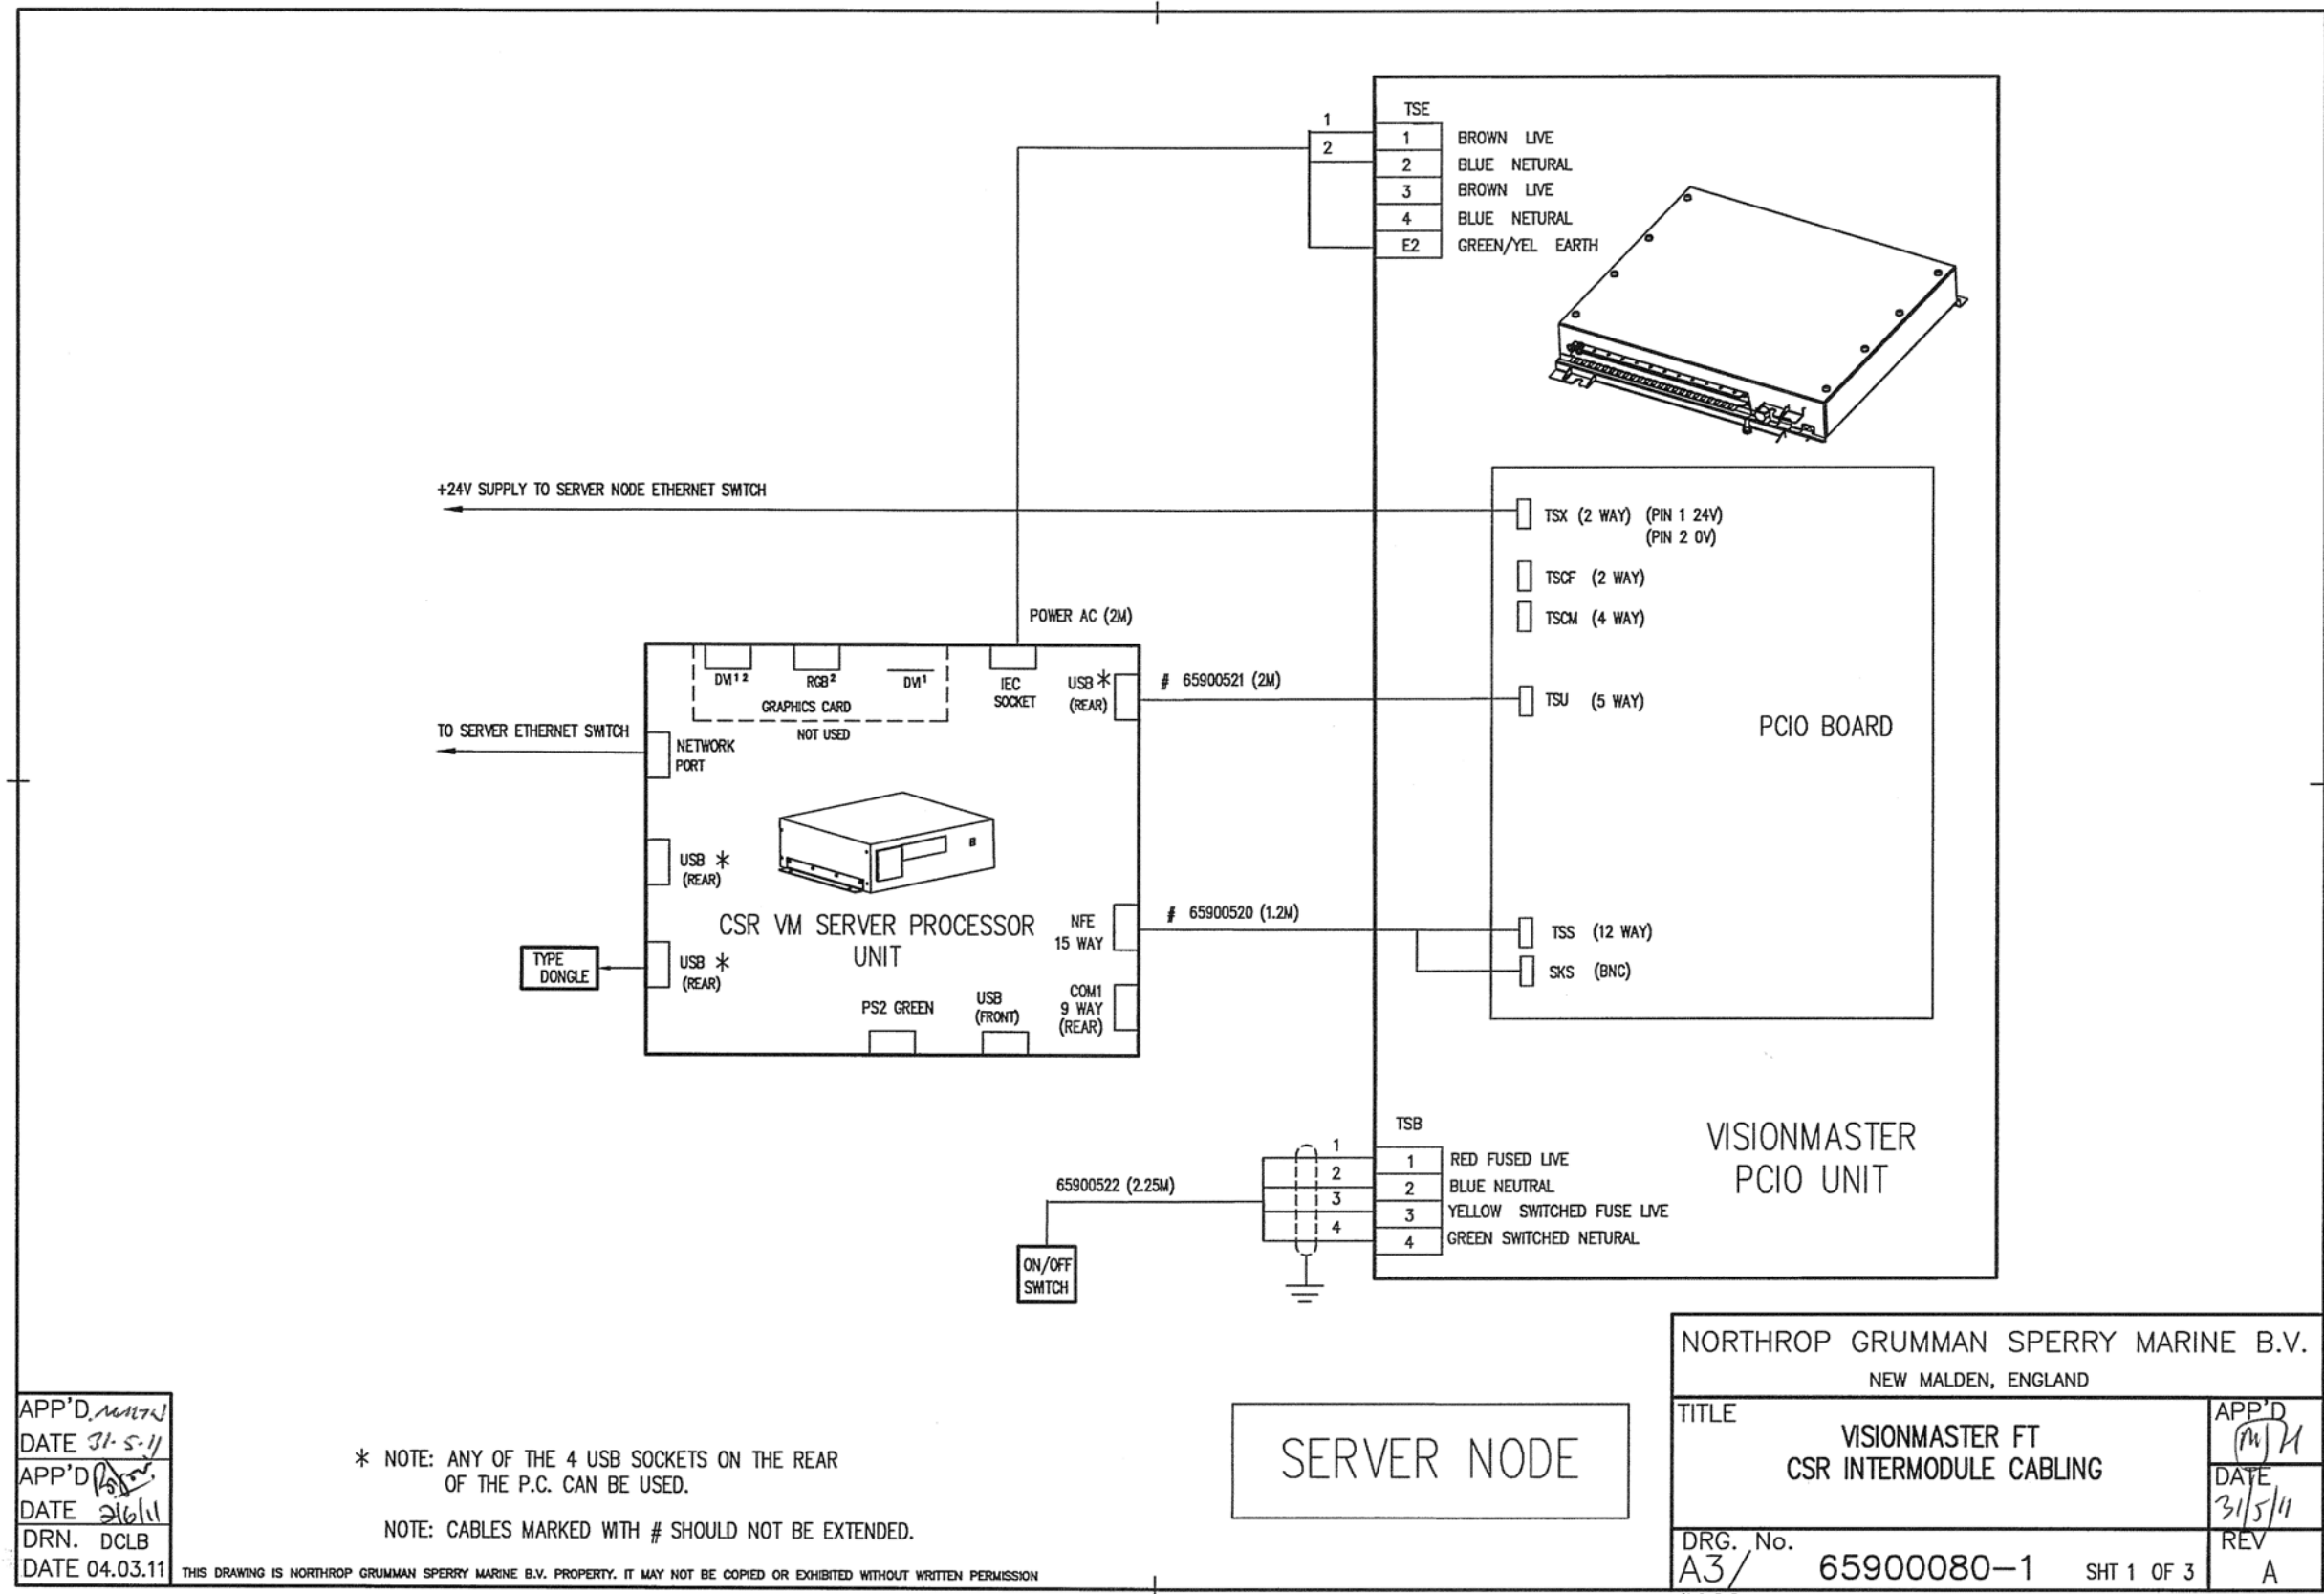 TSE
1
2
1 BROWN LIVE
2 BLUE NETURAL
3 BROWN LIVE
4 BLUE NETURAL
E2 GREEN/YEL EARTH
+24V SUPPLY TO SERVER NODE ETHERNET SWITCH
TSX (2 WAY) (PIN 1 24V)
(PIN 2 0V)
TSCF (2 WAY)
TSCM (4 WAY)
TSU (5 WAY)
PCIO BOARD
TSS (12 WAY)
SKS (BNC)
POWER AC (2M)
DVI 1 2
RGB 2
DVI 1
GRAPHICS CARD
NOT USED
IEC
SOCKET
USB *
(REAR)
# 65900521 (2M)
TO SERVER ETHERNET SWITCH
NETWORK
PORT
USB *
(REAR)
CSR VM SERVER PROCESSOR
UNIT
NFE
15 WAY
# 65900520 (1.2M)
TYPE
DONGLE
USB *
(REAR)
PS2 GREEN
USB
(FRONT)
COM1
9 WAY
(REAR)
TSB
1
2
3
4
1 RED FUSED LIVE
2 BLUE NEUTRAL
3 YELLOW SWITCHED FUSE LIVE
4 GREEN SWITCHED NETURAL
VISIONMASTER
PCIO UNIT
65900522 (2.25M)
ON/OFF
SWITCH
* NOTE: ANY OF THE 4 USB SOCKETS ON THE REAR
OF THE P.C. CAN BE USED.
NOTE: CABLES MARKED WITH # SHOULD NOT BE EXTENDED.
SERVER NODE
APP'D
DATE 31-5-11
APP'D
DATE 2/6/11
DRN. DCLB
DATE 04.03.11
THIS DRAWING IS NORTHROP GRUMMAN SPERRY MARINE B.V. PROPERTY. IT MAY NOT BE COPIED OR EXHIBITED WITHOUT WRITTEN PERMISSION
NORTHROP GRUMMAN SPERRY MARINE B.V.
NEW MALDEN, ENGLAND
TITLE
VISIONMASTER FT
CSR INTERMODULE CABLING
APP'D
DATE
31/5/11
DRG. No.
A3/ 65900080-1 SHT 1 OF 3
REV
A